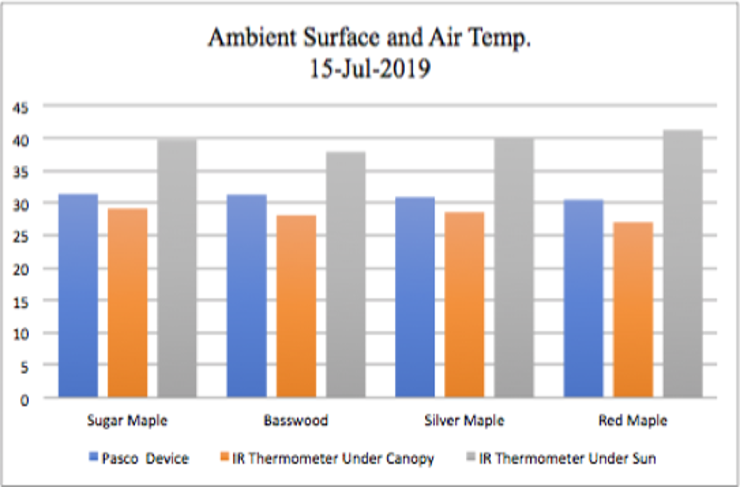 Ambient Surface and Air Temp.
15-Jul-2019
45
40
35
30
25
20
15
10
5
0
Sugar Maple Basswood Silver Maple Red Maple
Pasco Device IR Thermometer Under Canopy IR Thermometer Under Sun